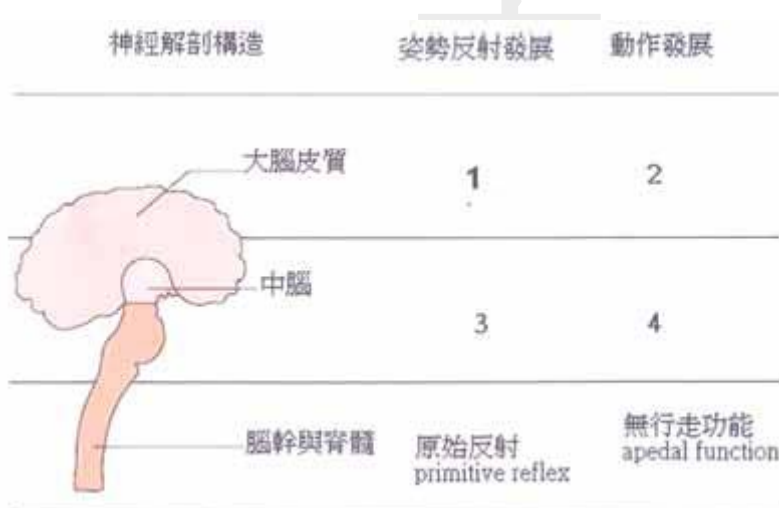 神經解剖構造 姿勢反射發展 動作發展
大腦皮質 1 2
中腦 3 4
腦幹與脊髓 原始反射 無行走功能
primitive reflex apedal function